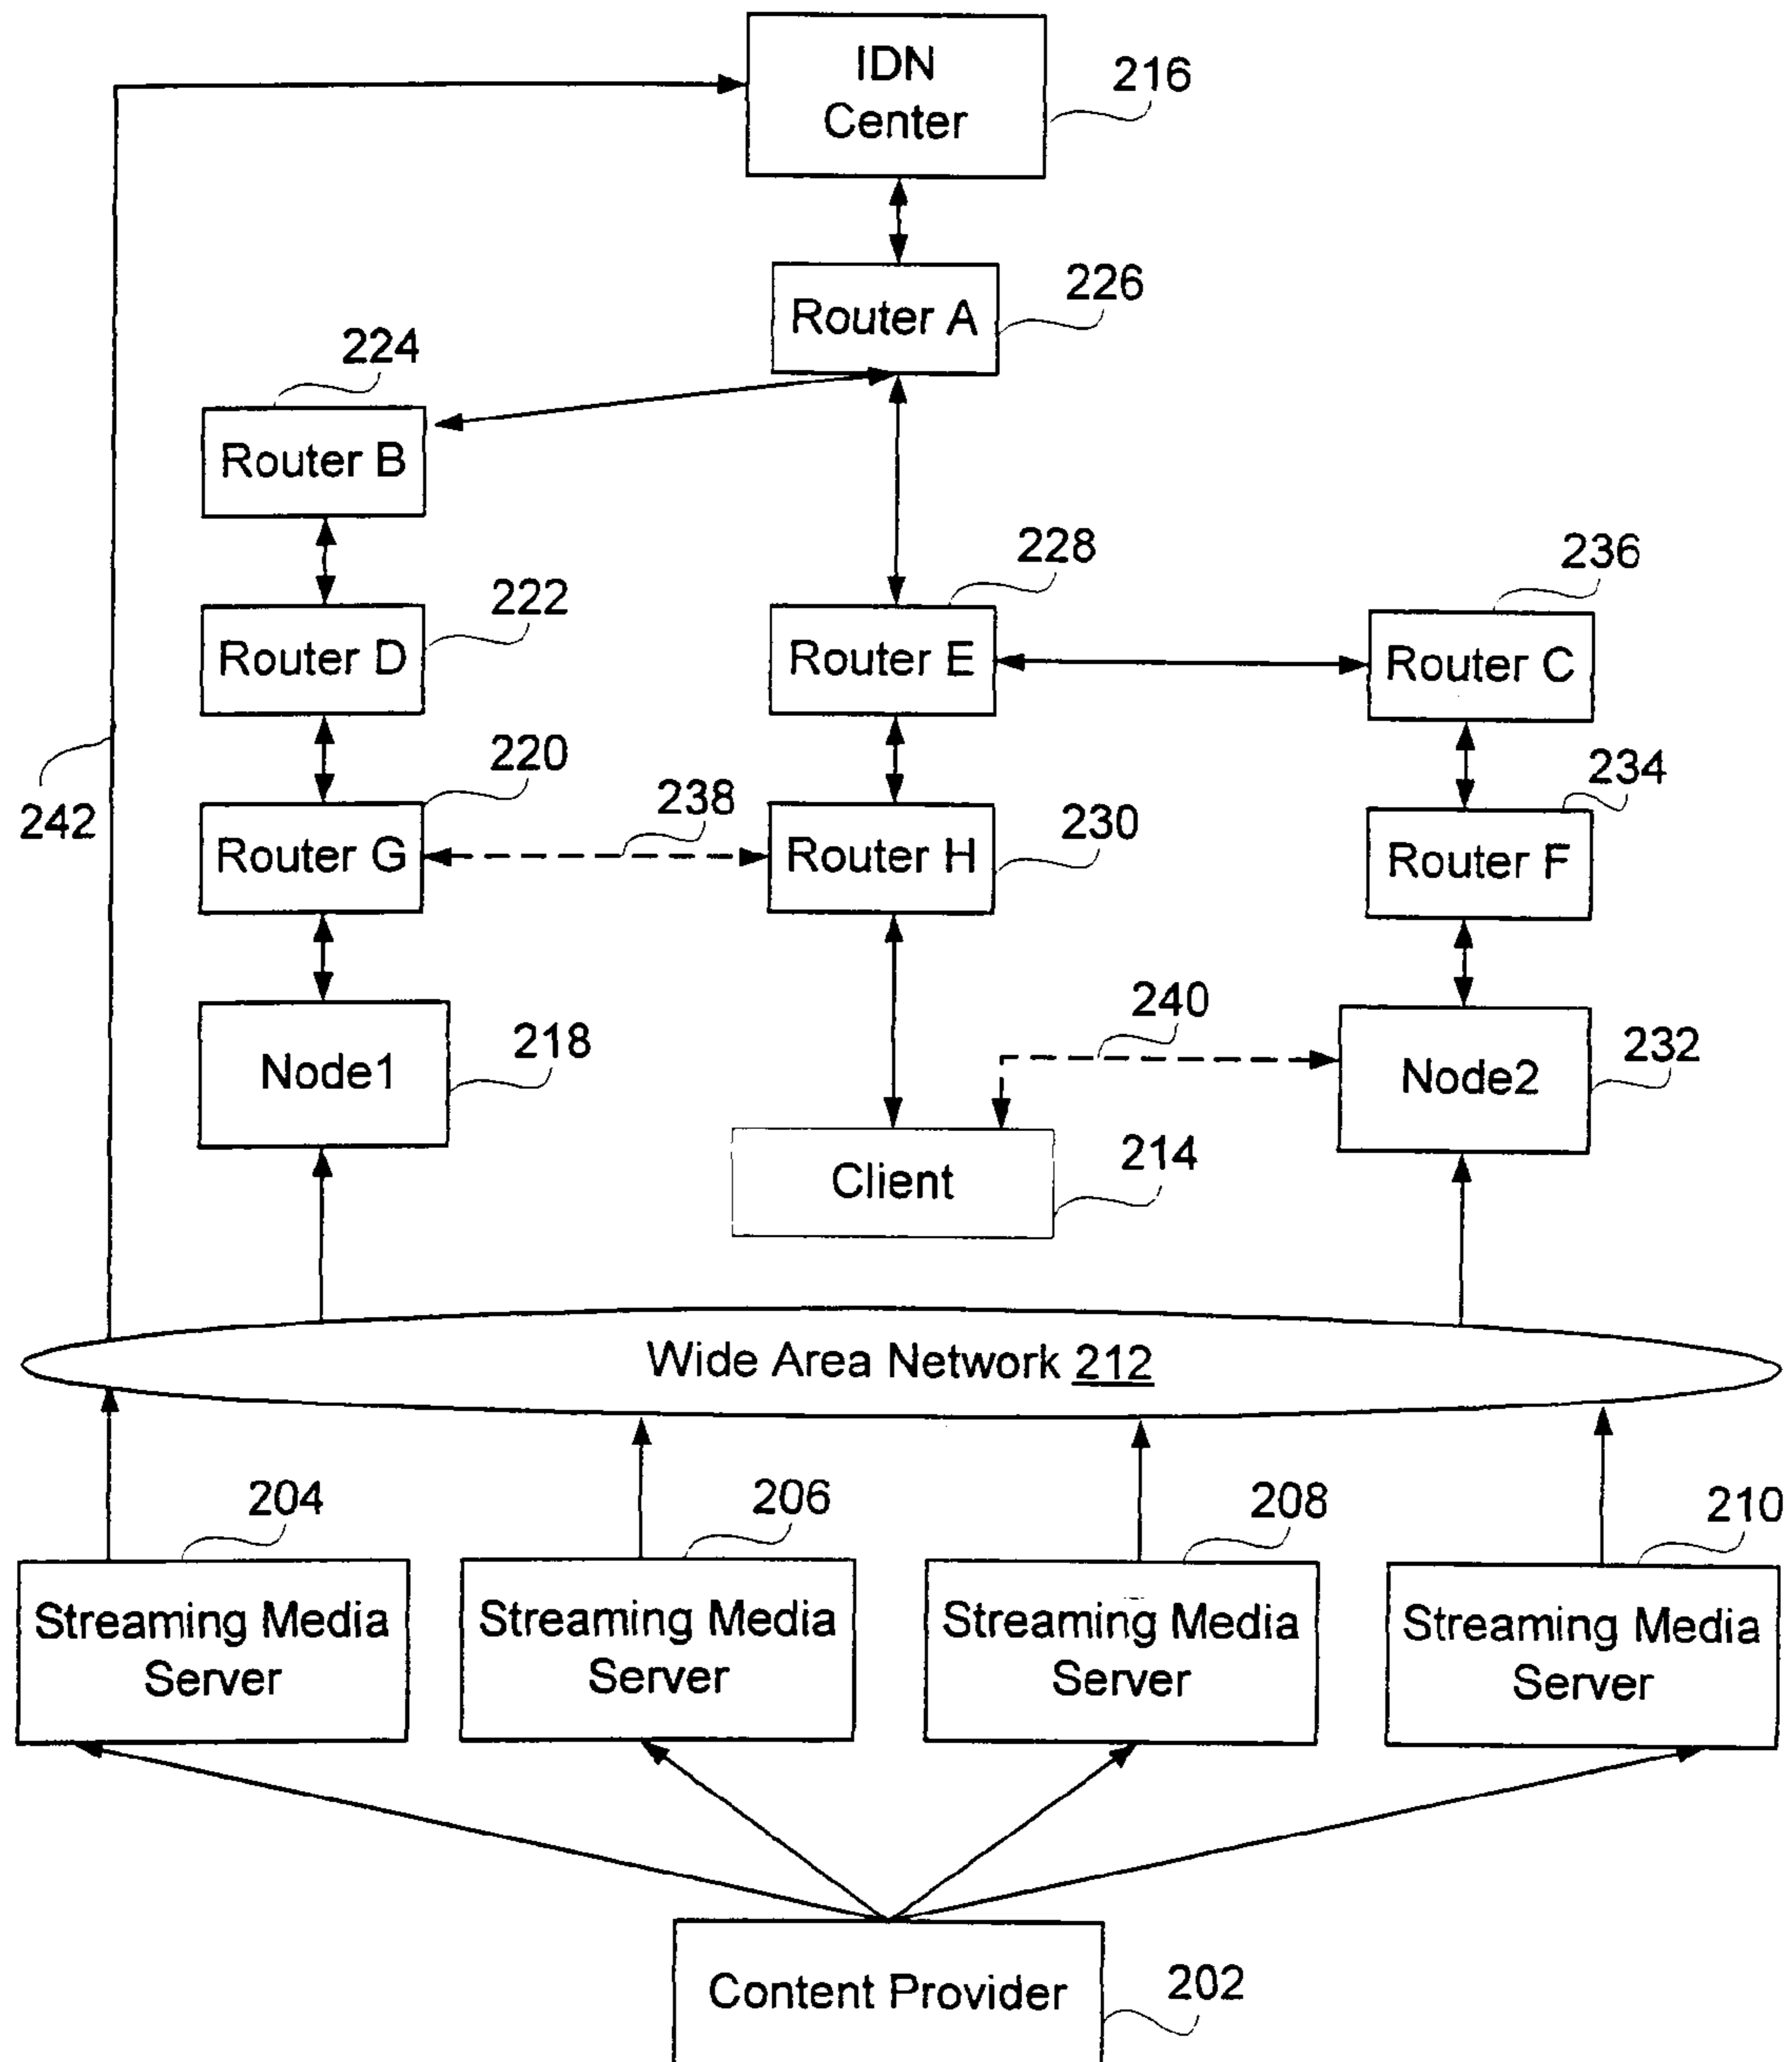 IDN
Center
216
Router A
226
224
Router B
228
236
222
Router D
Router E
Router C
242
220
238
230
234
Router G
Router H
Router F
240
218
232
Node1
Node2
214
Client
Wide Area Network 212
204
206
208
210
Streaming Media
Server
Streaming Media
Server
Streaming Media
Server
Streaming Media
Server
Content Provider
202